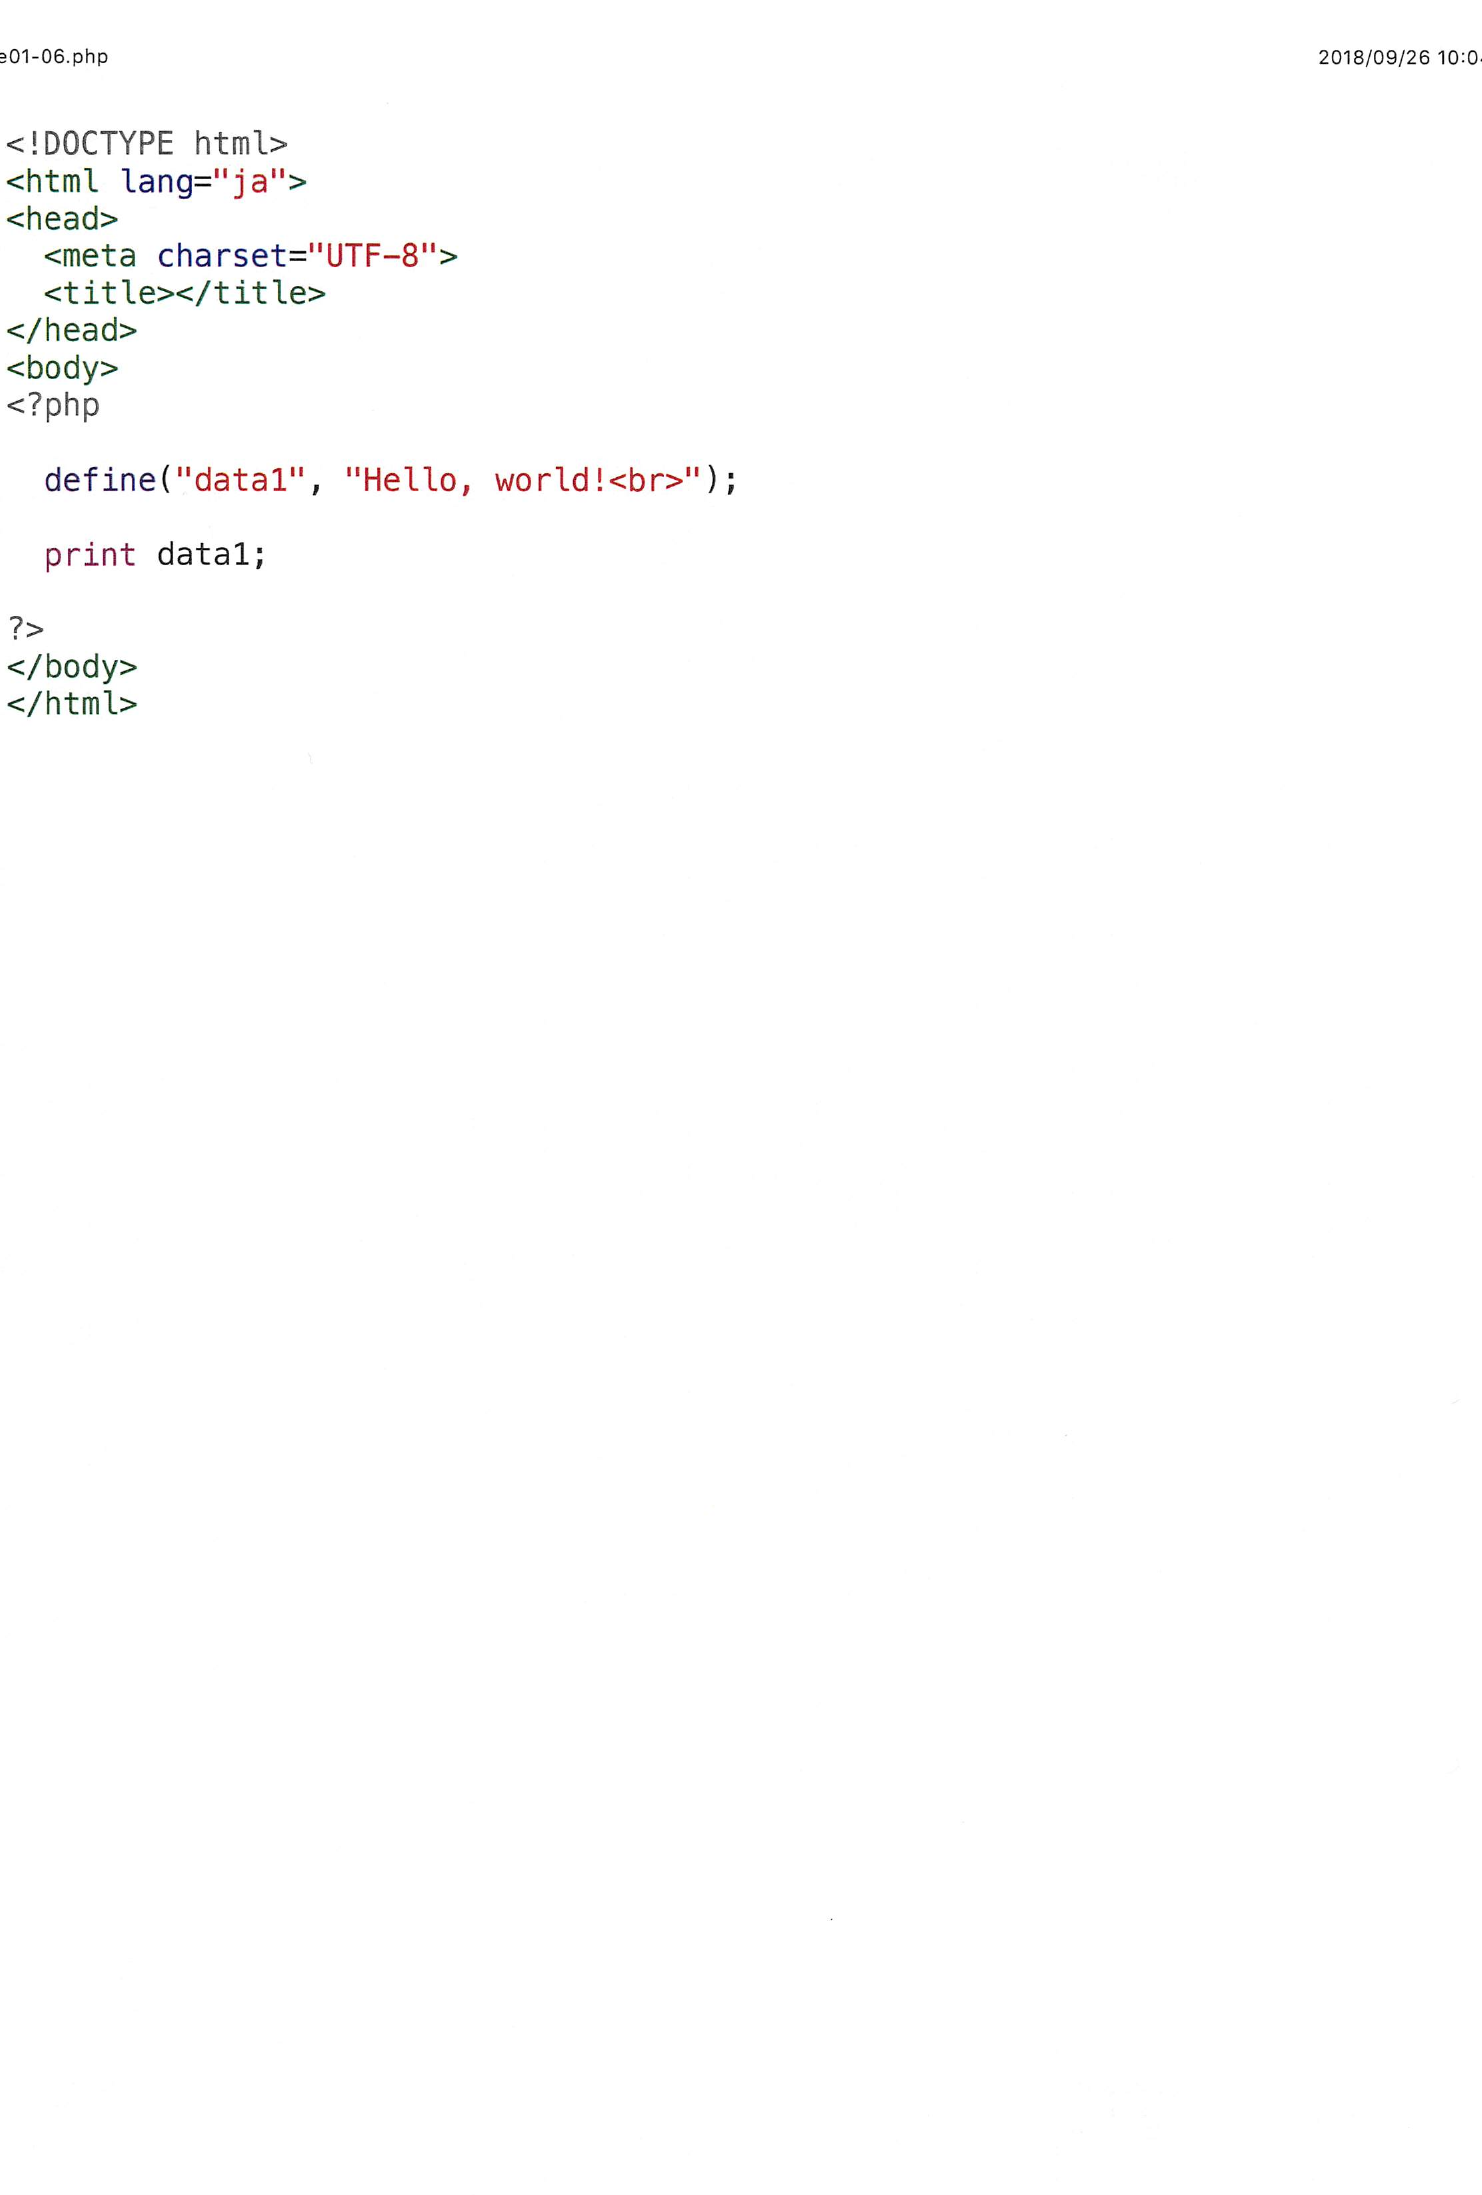 e01-06.php
2018/09/26 10:0
<!DOCTYPE html>
<html lang="ja">
<head>
  <meta charset="UTF-8">
  <title></title>
</head>
<body>
<?php

  define("data1", "Hello, world!<br>");

  print data1;

?>
</body>
</html>